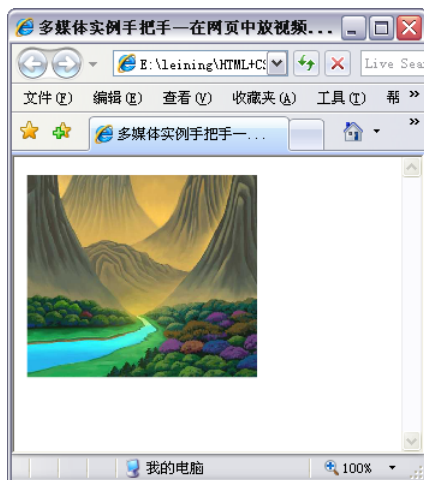 多媒体实例手把手—在网页中放视频...
E:\leining\HTML+CS
Live Sea
文件(F) 编辑(E) 查看(V) 收藏夹(A) 工具(T) 帮 »
多媒体实例手把手—... »
我的电脑 100%